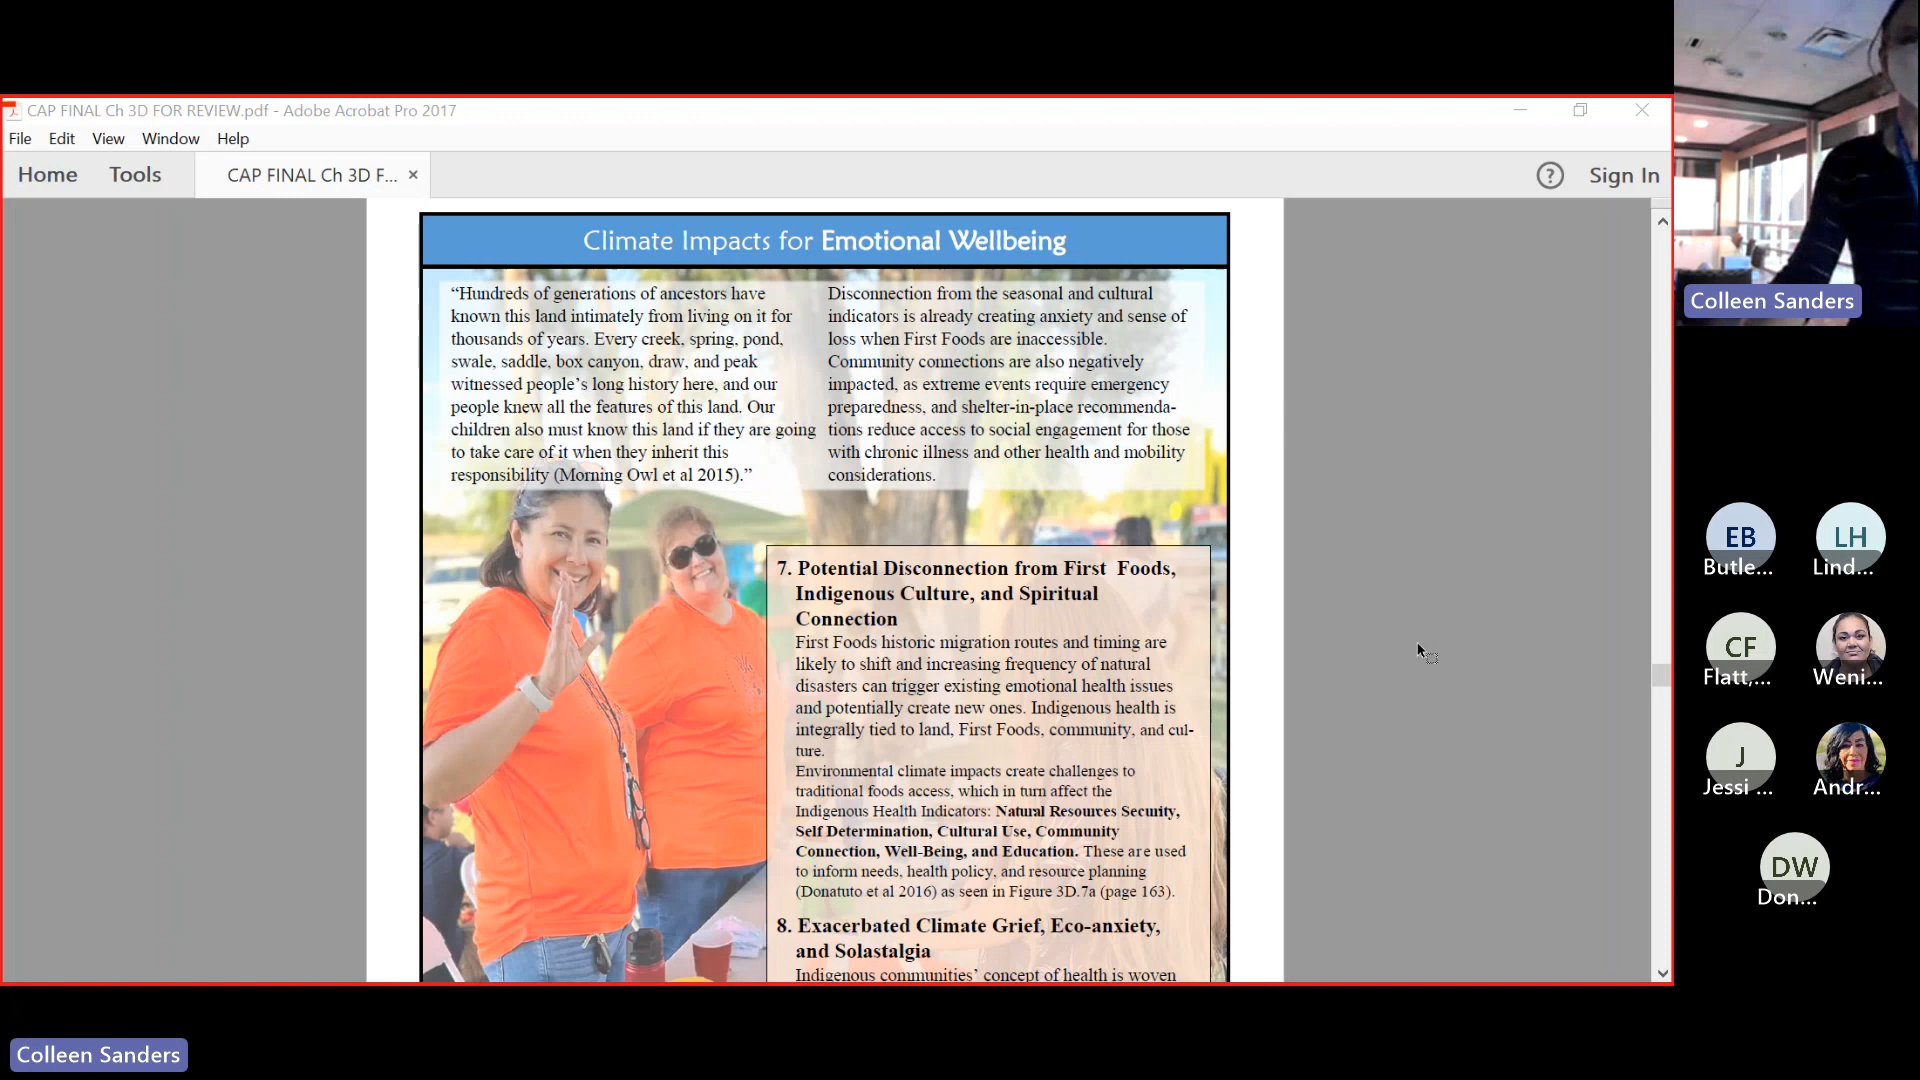 CAP FINAL Ch 3D FOR REVIEW.pdf - Adobe Acrobat Pro 2017
File Edit View Window Help
Home Tools CAP FINAL Ch 3D F... × ? Sign In
Climate Impacts for Emotional Wellbeing
“Hundreds of generations of ancestors have
known this land intimately from living on it for
thousands of years. Every creek, spring, pond,
swale, saddle, box canyon, draw, and peak
witnessed people’s long history here, and our
people knew all the features of this land. Our
children also must know this land if they are going
to take care of it when they inherit this
responsibility (Morning Owl et al 2015).”
Disconnection from the seasonal and cultural
indicators is already creating anxiety and sense of
loss when First Foods are inaccessible.
Community connections are also negatively
impacted, as extreme events require emergency
preparedness, and shelter-in-place recommenda-
tions reduce access to social engagement for those
with chronic illness and other health and mobility
considerations.
7. Potential Disconnection from First Foods,
Indigenous Culture, and Spiritual
Connection
First Foods historic migration routes and timing are
likely to shift and increasing frequency of natural
disasters can trigger existing emotional health issues
and potentially create new ones. Indigenous health is
integrally tied to land, First Foods, community, and cul-
ture.
Environmental climate impacts create challenges to
traditional foods access, which in turn affect the
Indigenous Health Indicators: Natural Resources Security,
Self Determination, Cultural Use, Community
Connection, Well-Being, and Education. These are used
to inform needs, health policy, and resource planning
(Donatuto et al 2016) as seen in Figure 3D.7a (page 163).
8. Exacerbated Climate Grief, Eco-anxiety,
and Solastalgia
Indigenous communities’ concept of health is woven
Colleen Sanders
EB LH
Butle... Lind...
CF
Flatt,... Weni...
J
Jessi ... Andr...
DW
Don...
Colleen Sanders